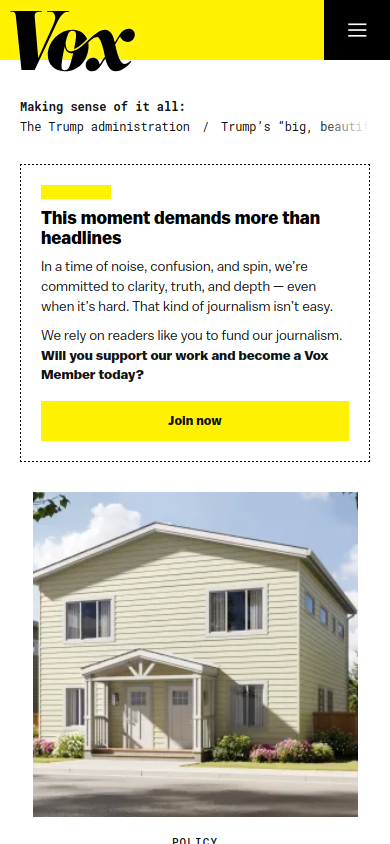 Vox
Making sense of it all:
The Trump administration / Trump’s “big, beautif
This moment demands more than
headlines
In a time of noise, confusion, and spin, we’re
committed to clarity, truth, and depth — even
when it’s hard. That kind of journalism isn’t easy.
We rely on readers like you to fund our journalism.
Will you support our work and become a Vox
Member today?
Join now
POLICY